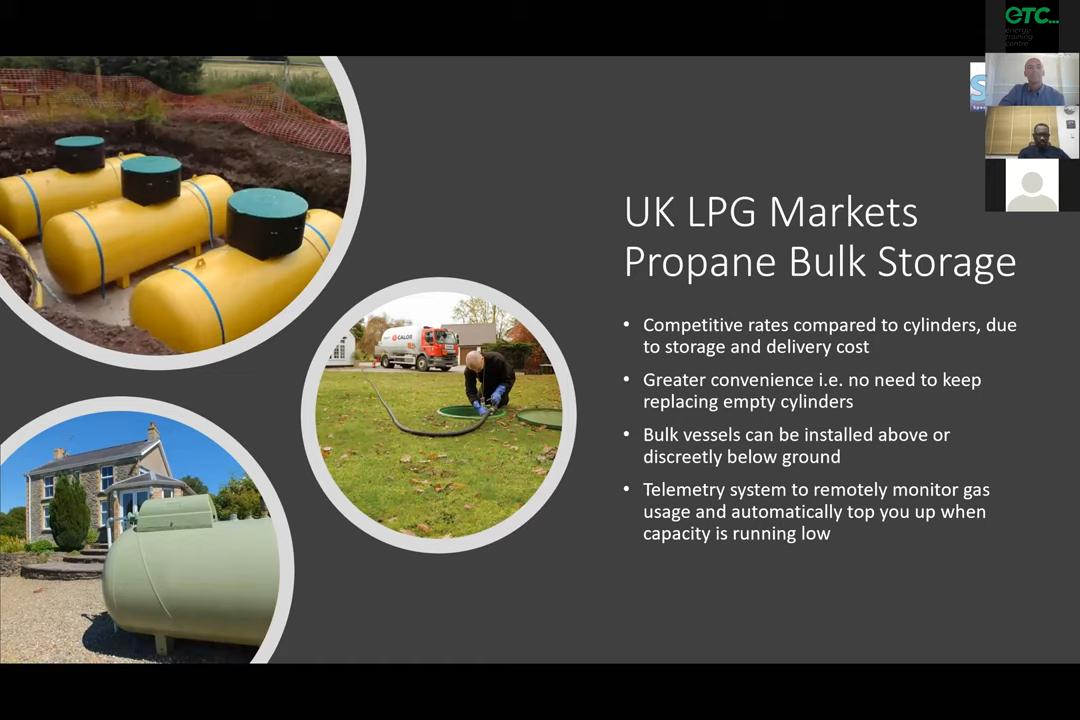 eTC...
energy
training
centre
S
UK LPG Markets
Propane Bulk Storage
• Competitive rates compared to cylinders, due
to storage and delivery cost
• Greater convenience i.e. no need to keep
replacing empty cylinders
• Bulk vessels can be installed above or
discreetly below ground
• Telemetry system to remotely monitor gas
usage and automatically top you up when
capacity is running low
CALOR